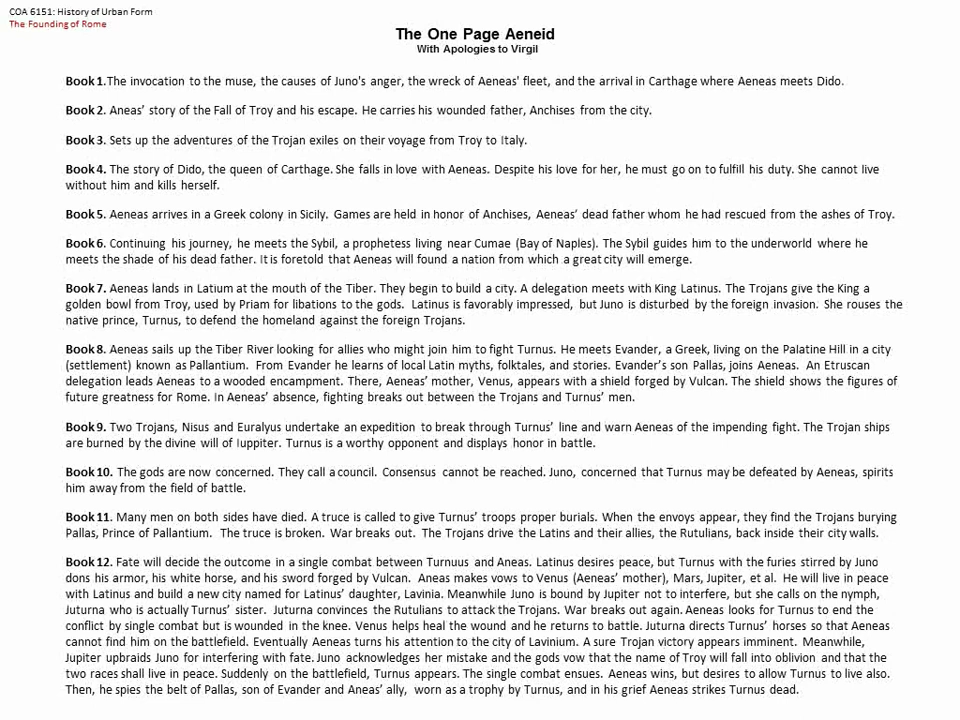 COA 6151: History of Urban Form
The Founding of Rome
The One Page Aeneid
With Apologies to Virgil
Book 1.The invocation to the muse, the causes of Juno's anger, the wreck of Aeneas' fleet, and the arrival in Carthage where Aeneas meets Dido.
Book 2. Aneas’ story of the Fall of Troy and his escape. He carries his wounded father, Anchises from the city.
Book 3. Sets up the adventures of the Trojan exiles on their voyage from Troy to Italy.
Book 4. The story of Dido, the queen of Carthage. She falls in love with Aeneas. Despite his love for her, he must go on to fulfill his duty. She cannot live
without him and kills herself.
Book 5. Aeneas arrives in a Greek colony in Sicily. Games are held in honor of Anchises, Aeneas’ dead father whom he had rescued from the ashes of Troy.
Book 6. Continuing his journey, he meets the Sybil, a prophetess living near Cumae (Bay of Naples). The Sybil guides him to the underworld where he
meets the shade of his dead father. It is foretold that Aeneas will found a nation from which a great city will emerge.
Book 7. Aeneas lands in Latium at the mouth of the Tiber. They begin to build a city. A delegation meets with King Latinus. The Trojans give the King a
golden bowl from Troy, used by Priam for libations to the gods. Latinus is favorably impressed, but Juno is disturbed by the foreign invasion. She rouses the
native prince, Turnus, to defend the homeland against the foreign Trojans.
Book 8. Aeneas sails up the Tiber River looking for allies who might join him to fight Turnus. He meets Evander, a Greek, living on the Palatine Hill in a city
(settlement) known as Pallantium. From Evander he learns of local Latin myths, folktales, and stories. Evander’s son Pallas, joins Aeneas. An Etruscan
delegation leads Aeneas to a wooded encampment. There, Aeneas’ mother, Venus, appears with a shield forged by Vulcan. The shield shows the figures of
future greatness for Rome. In Aeneas’ absence, fighting breaks out between the Trojans and Turnus’ men.
Book 9. Two Trojans, Nisus and Euralyus undertake an expedition to break through Turnus’ line and warn Aeneas of the impending fight. The Trojan ships
are burned by the divine will of Iuppiter. Turnus is a worthy opponent and displays honor in battle.
Book 10. The gods are now concerned. They call a council. Consensus cannot be reached. Juno, concerned that Turnus may be defeated by Aeneas, spirits
him away from the field of battle.
Book 11. Many men on both sides have died. A truce is called to give Turnus’ troops proper burials. When the envoys appear, they find the Trojans burying
Pallas, Prince of Pallantium. The truce is broken. War breaks out. The Trojans drive the Latins and their allies, the Rutulians, back inside their city walls.
Book 12. Fate will decide the outcome in a single combat between Turnuus and Aneas. Latinus desires peace, but Turnus with the furies stirred by Juno
dons his armor, his white horse, and his sword forged by Vulcan. Aneas makes vows to Venus (Aeneas’ mother), Mars, Jupiter, et al. He will live in peace
with Latinus and build a new city named for Latinus’ daughter, Lavinia. Meanwhile Juno is bound by Jupiter not to interfere, but she calls on the nymph,
Juturna who is actually Turnus’ sister. Juturna convinces the Rutulians to attack the Trojans. War breaks out again. Aeneas looks for Turnus to end the
conflict by single combat but is wounded in the knee. Venus helps heal the wound and he returns to battle. Juturna directs Turnus’ horses so that Aeneas
cannot find him on the battlefield. Eventually Aeneas turns his attention to the city of Lavinium. A sure Trojan victory appears imminent. Meanwhile,
Jupiter upbraids Juno for interfering with fate. Juno acknowledges her mistake and the gods vow that the name of Troy will fall into oblivion and that the
two races shall live in peace. Suddenly on the battlefield, Turnus appears. The single combat ensues. Aeneas wins, but desires to allow Turnus to live also.
Then, he spies the belt of Pallas, son of Evander and Aneas’ ally, worn as a trophy by Turnus, and in his grief Aeneas strikes Turnus dead.